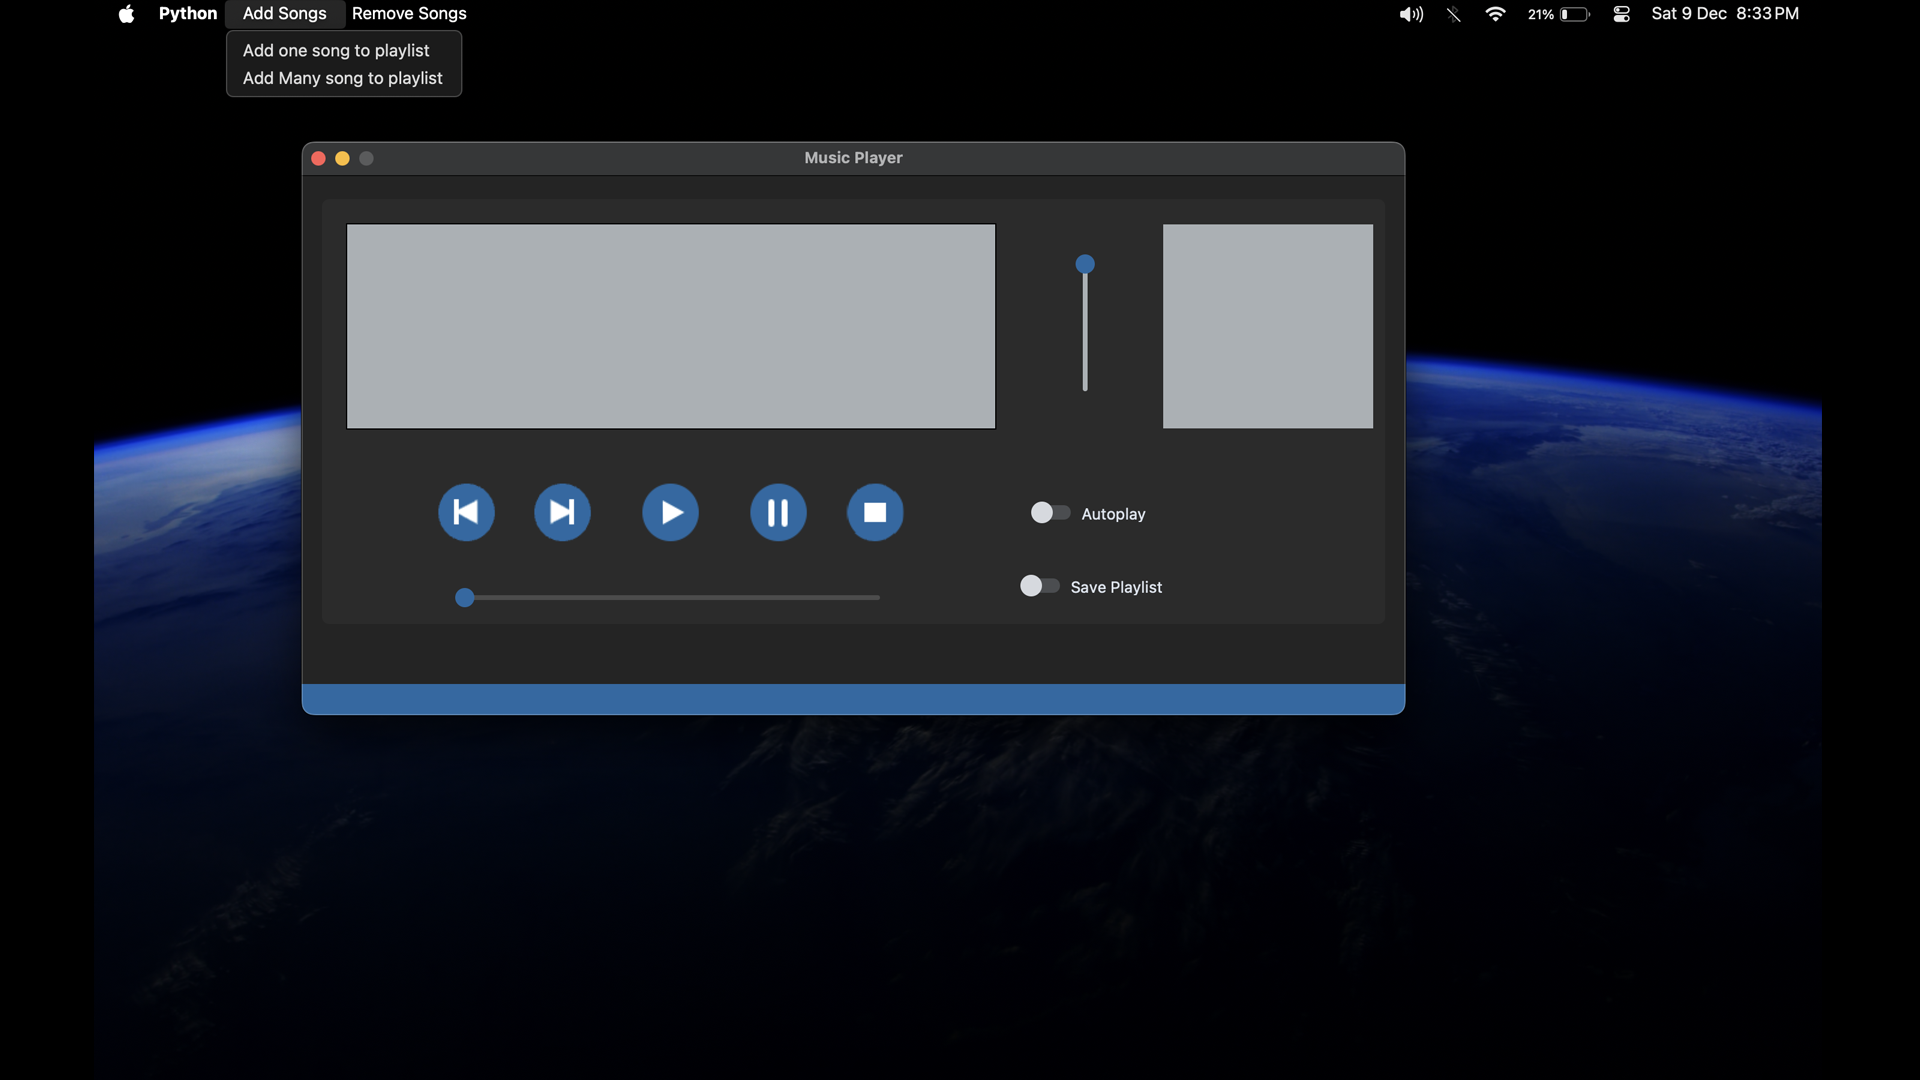 Python Add Songs Remove Songs 21% Sat 9 Dec 8:33 PM
Add one song to playlist
Add Many song to playlist
Music Player
Autoplay
Save Playlist